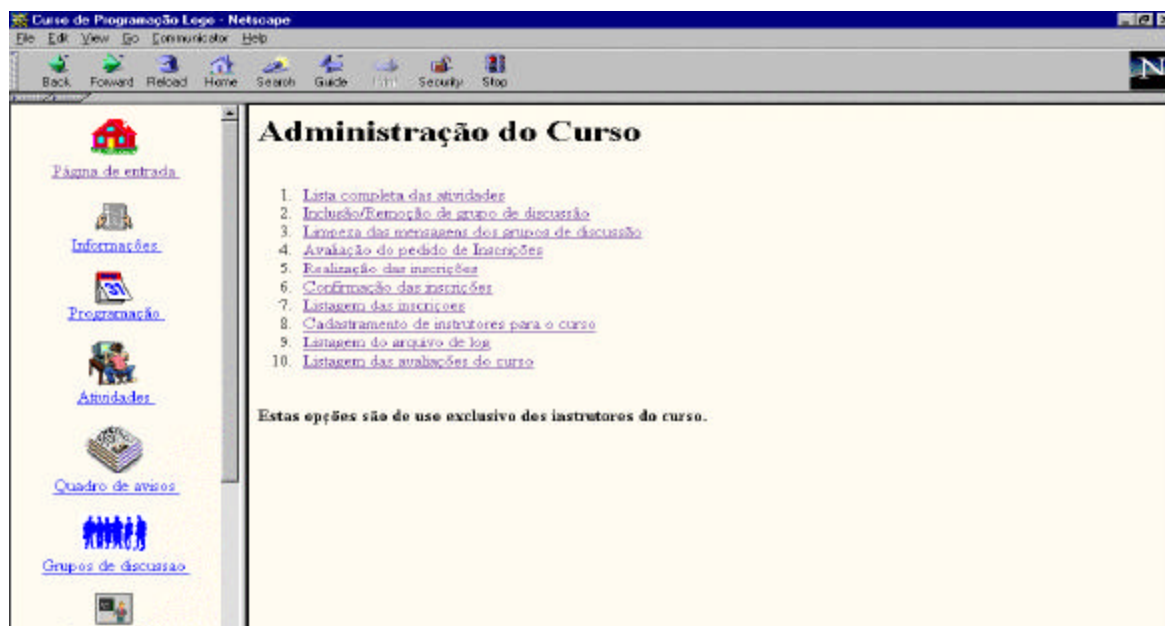 Curso de Programação Logo - Netscape
File Edit View Go Communicator Help
Back Forward Reload Home Search Guide Print Security Stop
N
Página de entrada
Informações
31
Programação
Atividades
Quadro de avisos
Grupos de discussao
Administração do Curso
1. Lista completa das atividades
2. Inclusão/Remoção de grupo de discussão
3. Limpeza das mensagens dos grupos de discussão
4. Avaliação do pedido de Inscrições
5. Realização das inscrições
6. Confirmação das inscrições
7. Listagem das inscriçoes
8. Cadastramento de instrutores para o curso
9. Listagem do arquivo de log
10. Listagem das avaliações do curso
Estas opções são de uso exclusivo dos instrutores do curso.